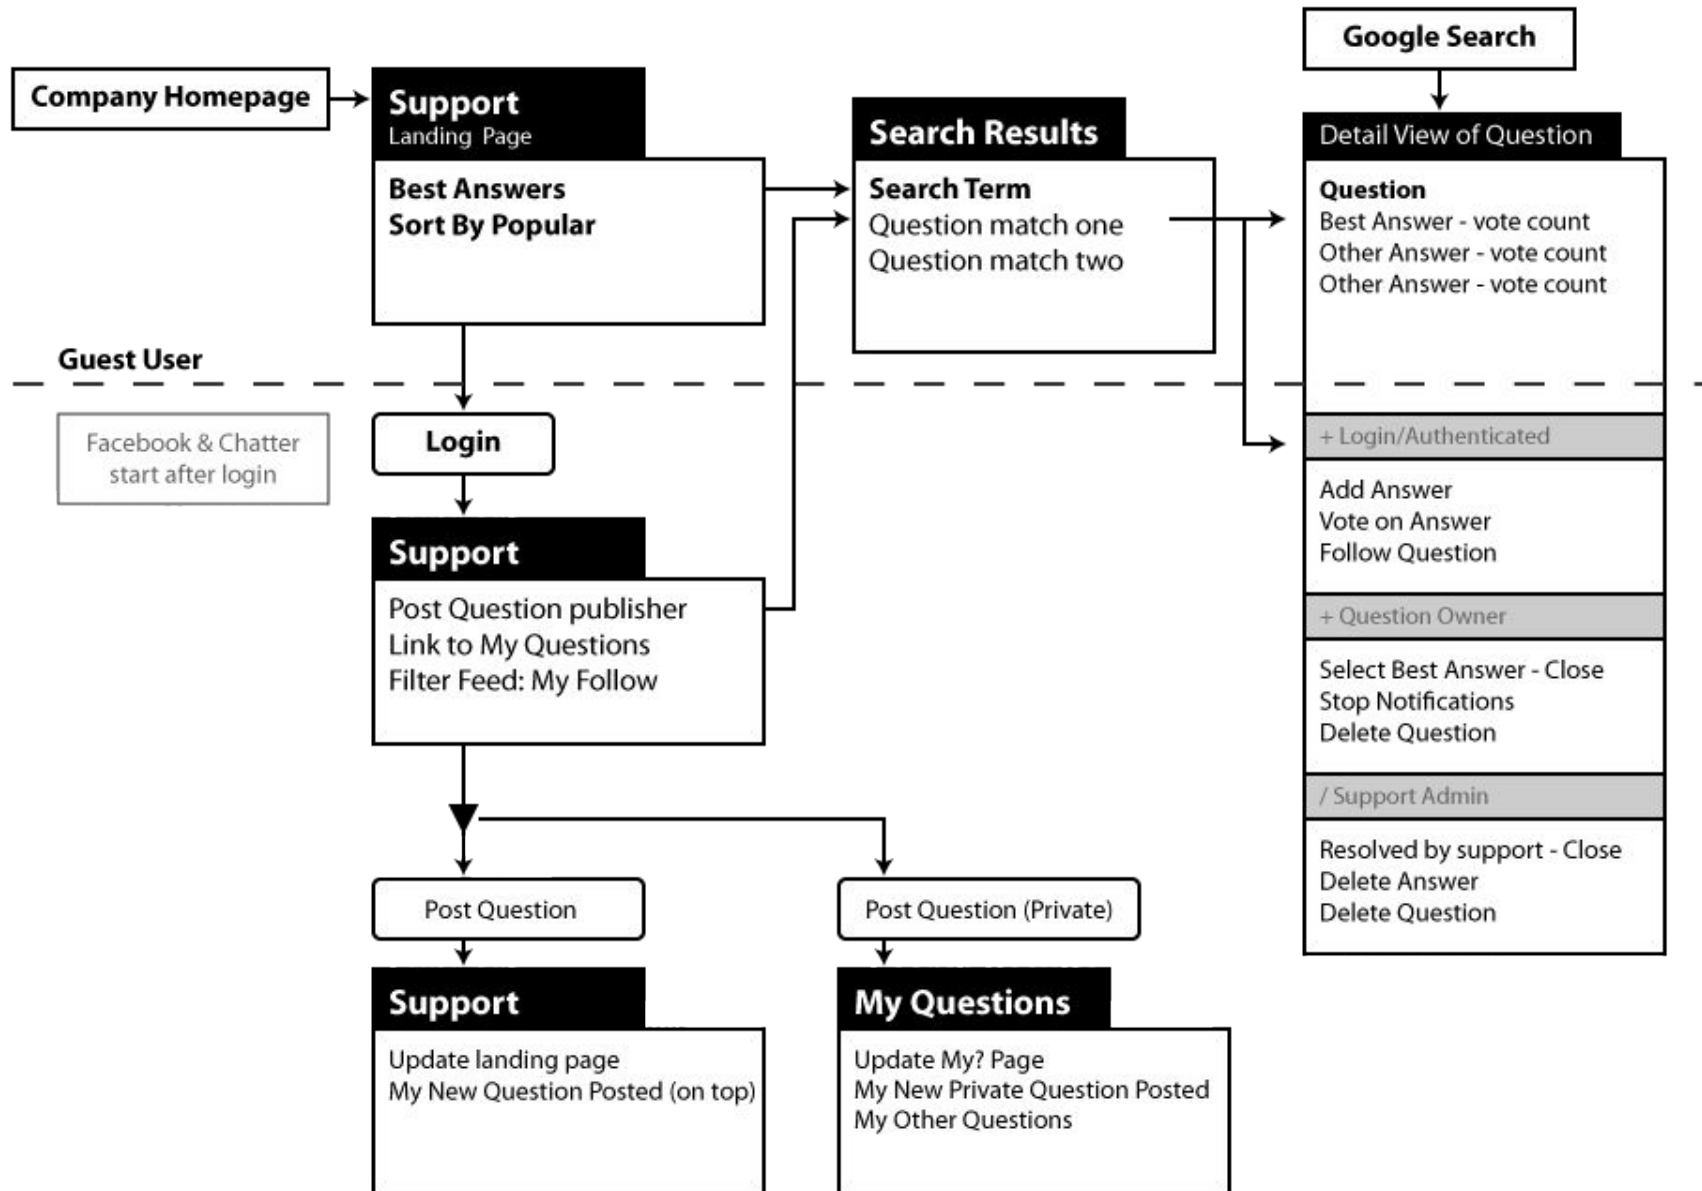 Company Homepage
Support
Landing Page
Best Answers
Sort By Popular
Search Results
Search Term
Question match one
Question match two
Google Search
Detail View of Question
Question
Best Answer - vote count
Other Answer - vote count
Other Answer - vote count
Guest User
Facebook & Chatter
start after login
Login
Support
Post Question publisher
Link to My Questions
Filter Feed: My Follow
+ Login/Authenticated
Add Answer
Vote on Answer
Follow Question
+ Question Owner
Select Best Answer - Close
Stop Notifications
Delete Question
/ Support Admin
Resolved by support - Close
Delete Answer
Delete Question
Post Question
Post Question (Private)
Support
Update landing page
My New Question Posted (on top)
My Questions
Update My? Page
My New Private Question Posted
My Other Questions